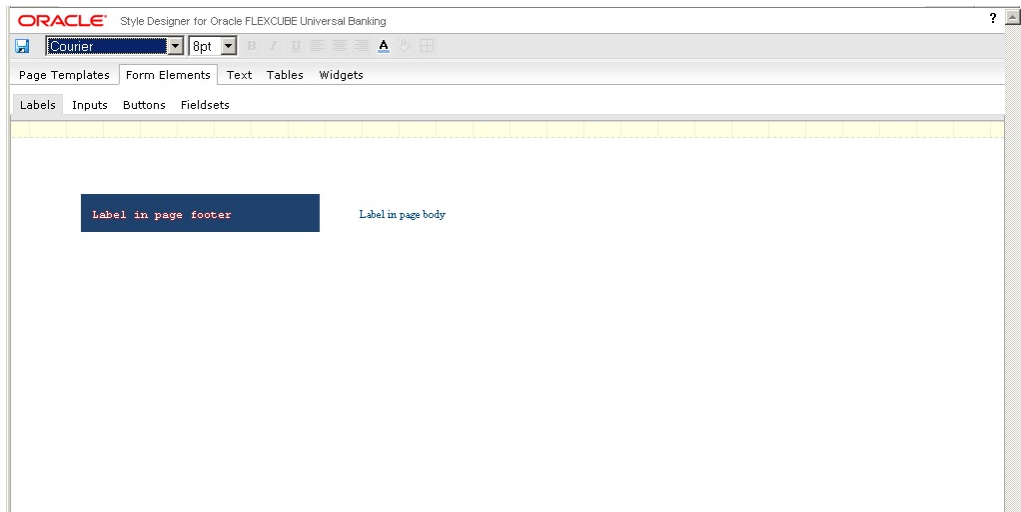 ORACLE® Style Designer for Oracle FLEXCUBE Universal Banking ?
Courier 8pt B I U A
Page Templates Form Elements Text Tables Widgets
Labels Inputs Buttons Fieldsets
Label in page footer Label in page body